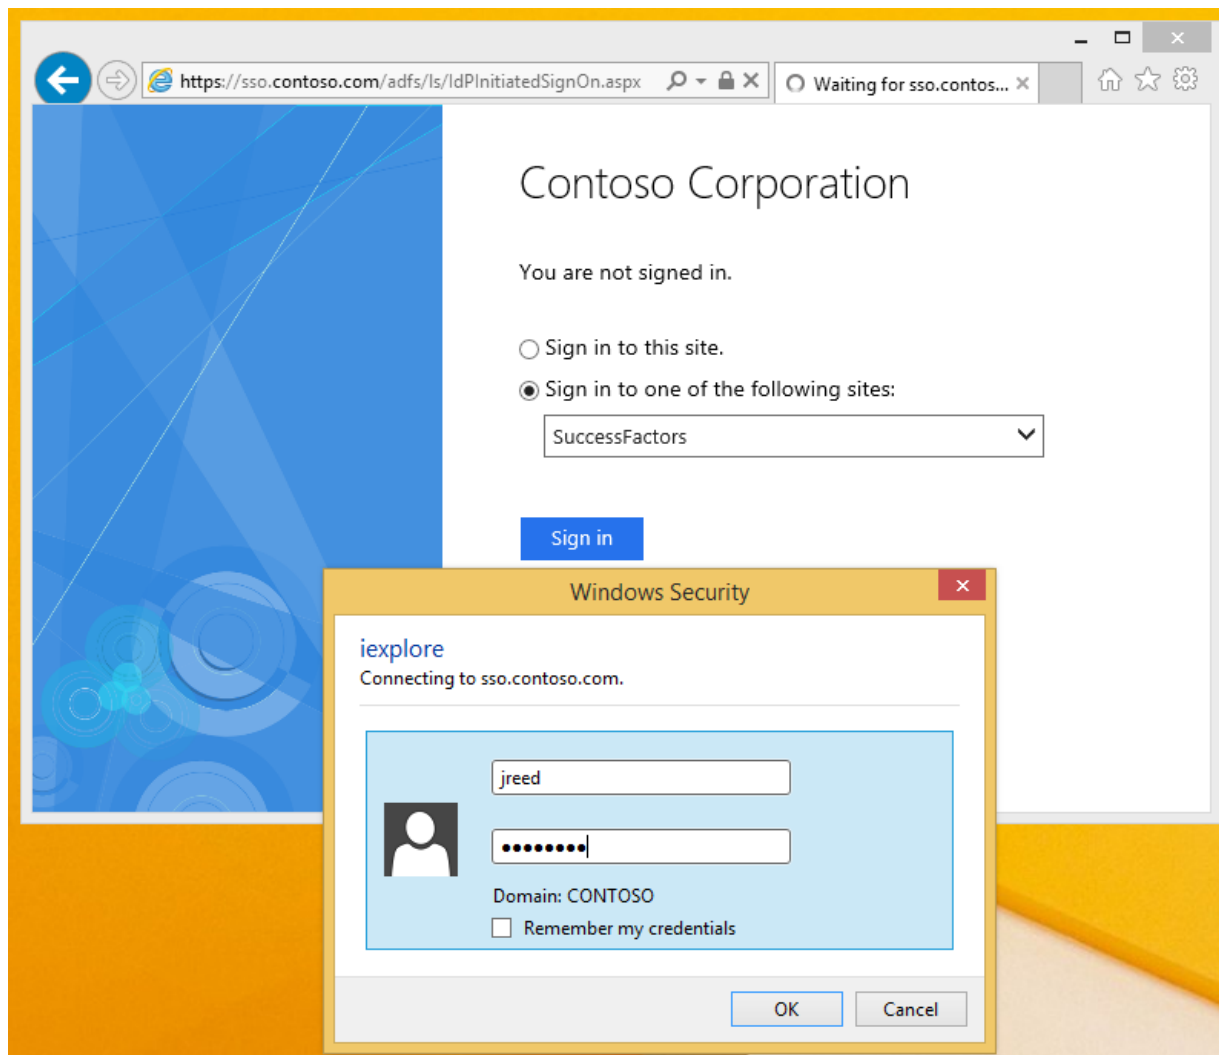 https://sso.contoso.com/adfs/ls/IdPInitiatedSignOn.aspx
Waiting for sso.contos...
Contoso Corporation
You are not signed in.
Sign in to this site.
Sign in to one of the following sites:
SuccessFactors
Sign in
Windows Security
iexplore
Connecting to sso.contoso.com.
jreed
••••••••
Domain: CONTOSO
Remember my credentials
OK
Cancel